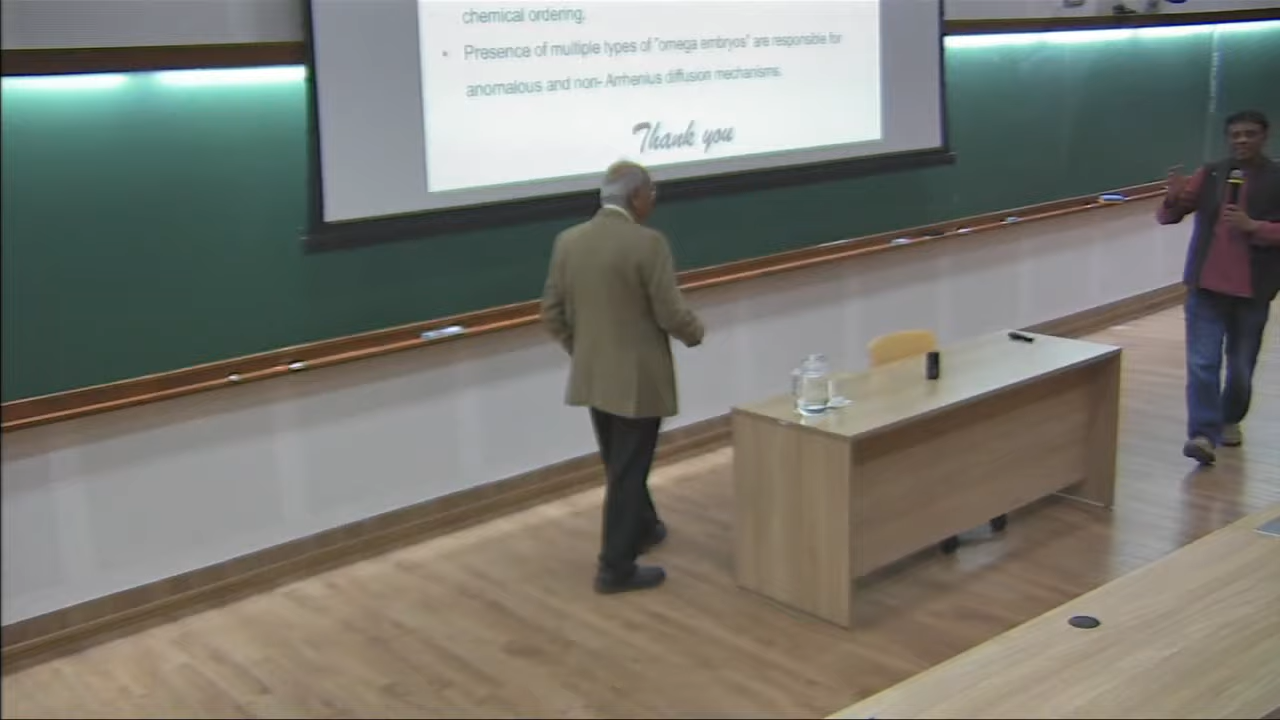 chemical ordering.
• Presence of multiple types of "omega embryos" are responsible for
anomalous and non- Arrhenius diffusion mechanisms.
Thank you